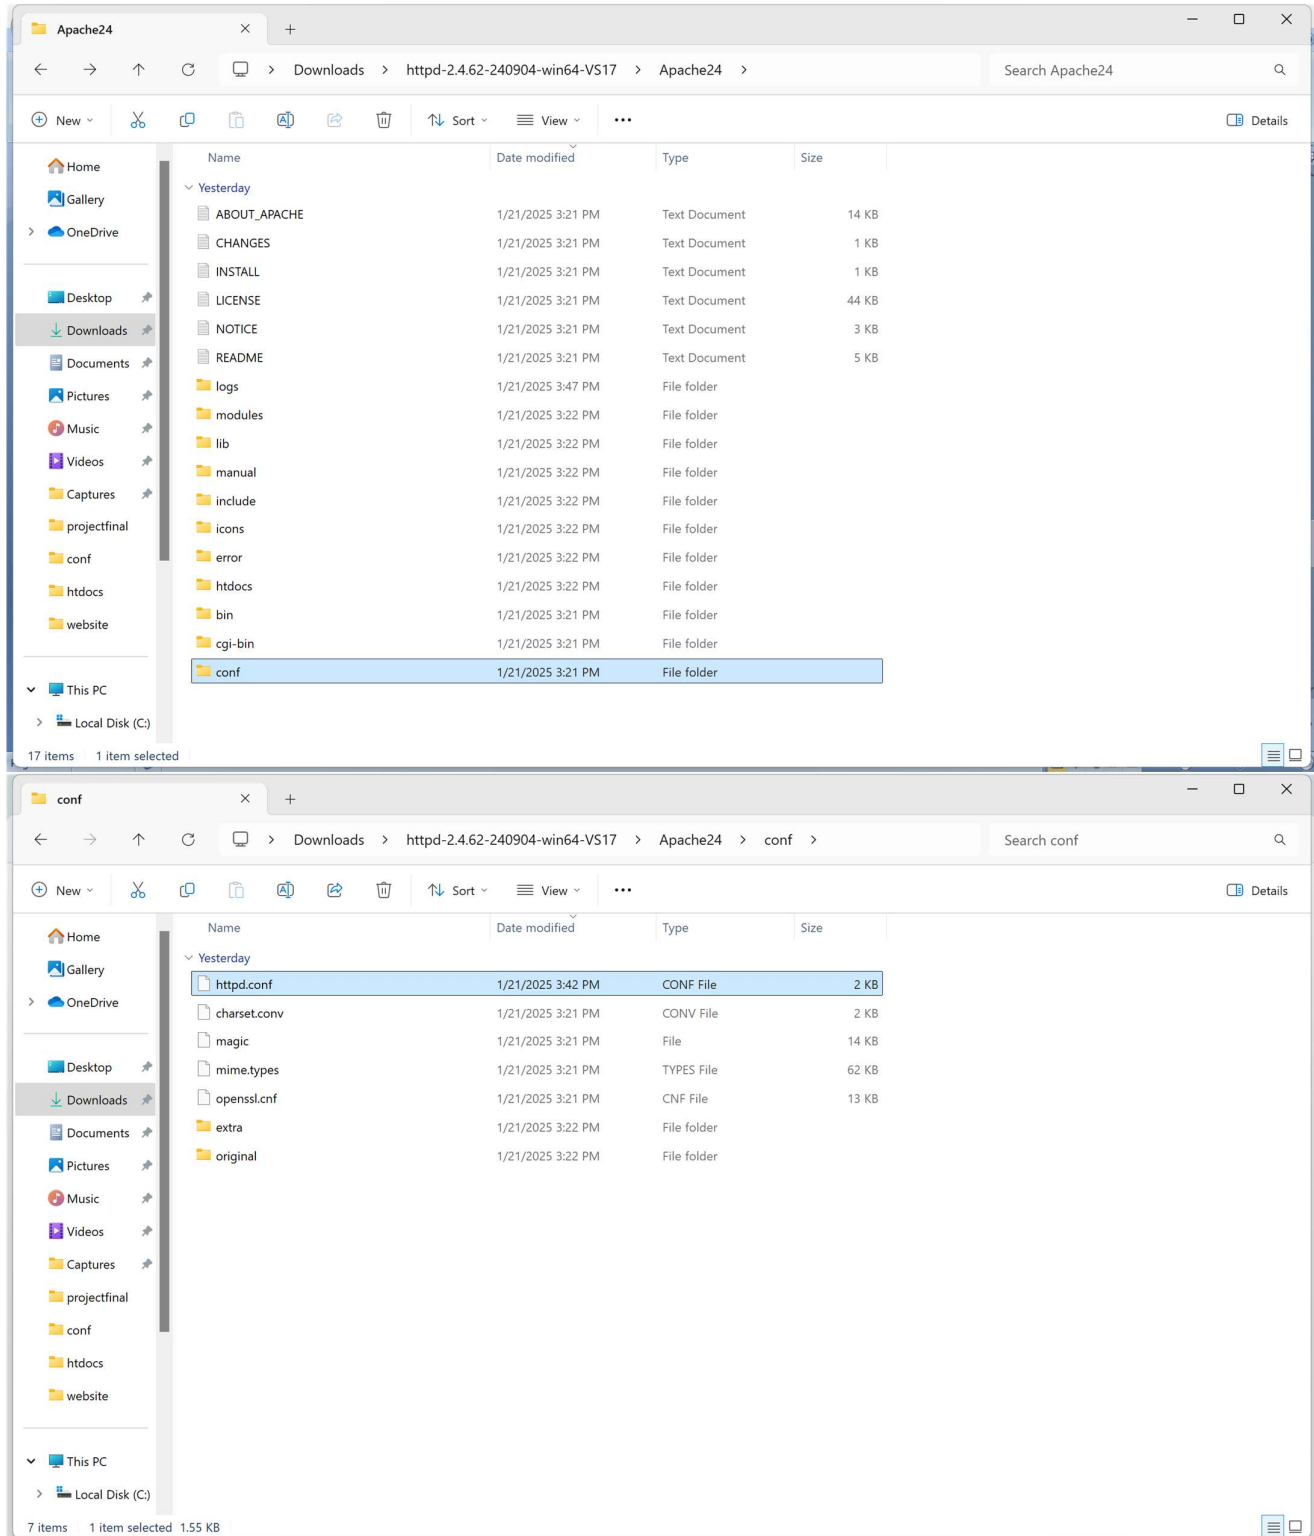 Apache24
Downloads > httpd-2.4.62-240904-win64-VS17 > Apache24 >
Search Apache24
New
Sort
View
Details
Home
Gallery
OneDrive
Desktop
Downloads
Documents
Pictures
Music
Videos
Captures
projectfinal
conf
htdocs
website
This PC
Local Disk (C:)
Name Date modified Type Size
Yesterday
ABOUT_APACHE 1/21/2025 3:21 PM Text Document 14 KB
CHANGES 1/21/2025 3:21 PM Text Document 1 KB
INSTALL 1/21/2025 3:21 PM Text Document 1 KB
LICENSE 1/21/2025 3:21 PM Text Document 44 KB
NOTICE 1/21/2025 3:21 PM Text Document 3 KB
README 1/21/2025 3:21 PM Text Document 5 KB
logs 1/21/2025 3:47 PM File folder
modules 1/21/2025 3:22 PM File folder
lib 1/21/2025 3:22 PM File folder
manual 1/21/2025 3:22 PM File folder
include 1/21/2025 3:22 PM File folder
icons 1/21/2025 3:22 PM File folder
error 1/21/2025 3:22 PM File folder
htdocs 1/21/2025 3:22 PM File folder
bin 1/21/2025 3:21 PM File folder
cgi-bin 1/21/2025 3:21 PM File folder
conf 1/21/2025 3:21 PM File folder
17 items 1 item selected
conf
Downloads > httpd-2.4.62-240904-win64-VS17 > Apache24 > conf >
Search conf
New
Sort
View
Details
Home
Gallery
OneDrive
Desktop
Downloads
Documents
Pictures
Music
Videos
Captures
projectfinal
conf
htdocs
website
This PC
Local Disk (C:)
Name Date modified Type Size
Yesterday
httpd.conf 1/21/2025 3:42 PM CONF File 2 KB
charset.conv 1/21/2025 3:21 PM CONV File 2 KB
magic 1/21/2025 3:21 PM File 14 KB
mime.types 1/21/2025 3:21 PM TYPES File 62 KB
openssl.cnf 1/21/2025 3:21 PM CNF File 13 KB
extra 1/21/2025 3:22 PM File folder
original 1/21/2025 3:22 PM File folder
7 items 1 item selected 1.55 KB